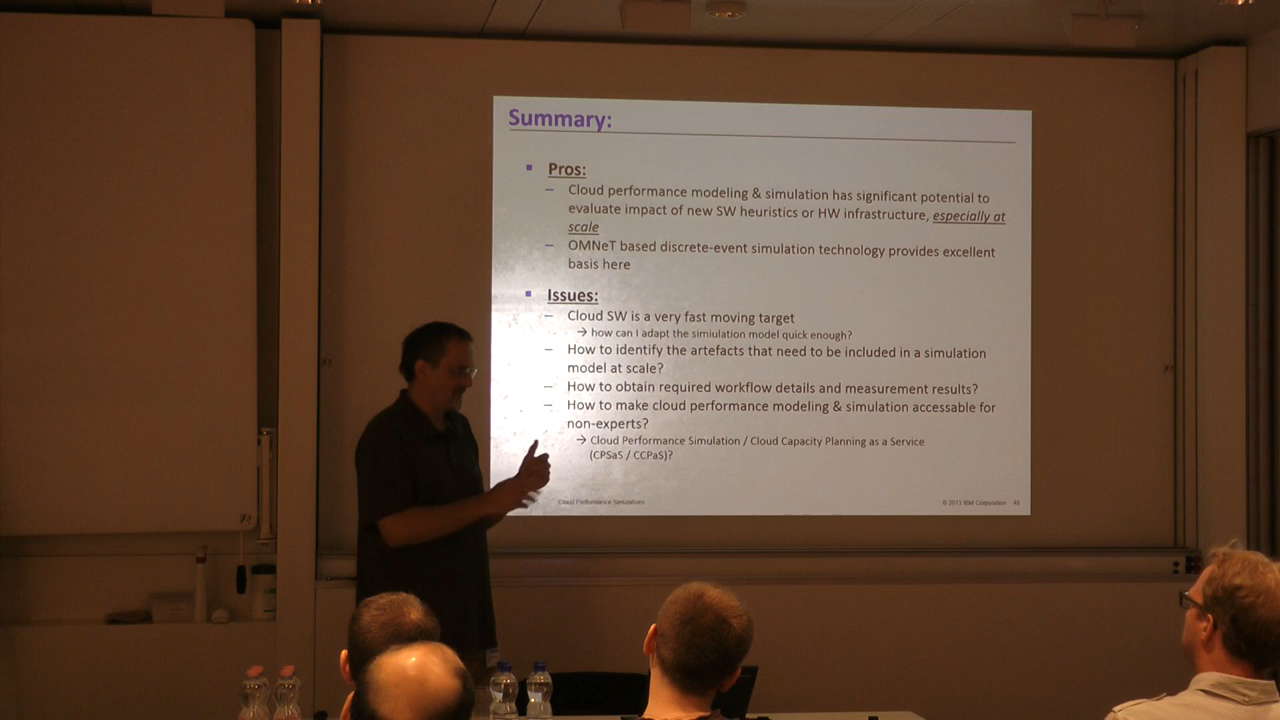 Summary:
Pros:
Cloud performance modeling & simulation has significant potential to
evaluate impact of new SW heuristics or HW infrastructure, especially at
scale
OMNeT based discrete-event simulation technology provides excellent
basis here
Issues:
Cloud SW is a very fast moving target
→ how can I adapt the simiulation model quick enough?
How to identify the artefacts that need to be included in a simulation
model at scale?
How to obtain required workflow details and measurement results?
How to make cloud performance modeling & simulation accessable for
non-experts?
→ Cloud Performance Simulation / Cloud Capacity Planning as a Service
(CPSaS / CCPaS)?
Cloud Performance Simulations
© 2013 IBM Corporation